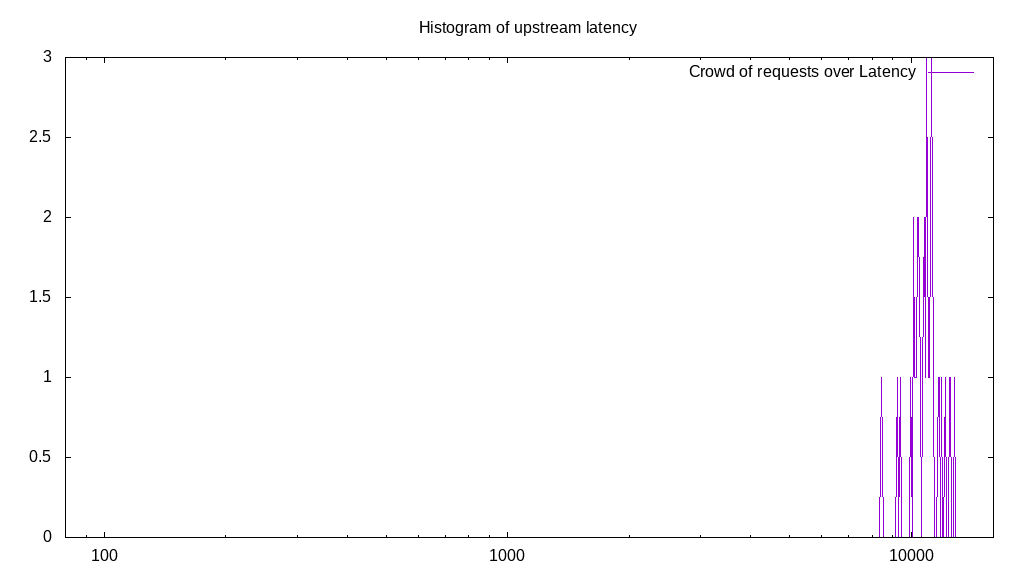 Histogram of upstream latency
Crowd of requests over Latency
3
2.5
2
1.5
1
0.5
0
100 1000 10000